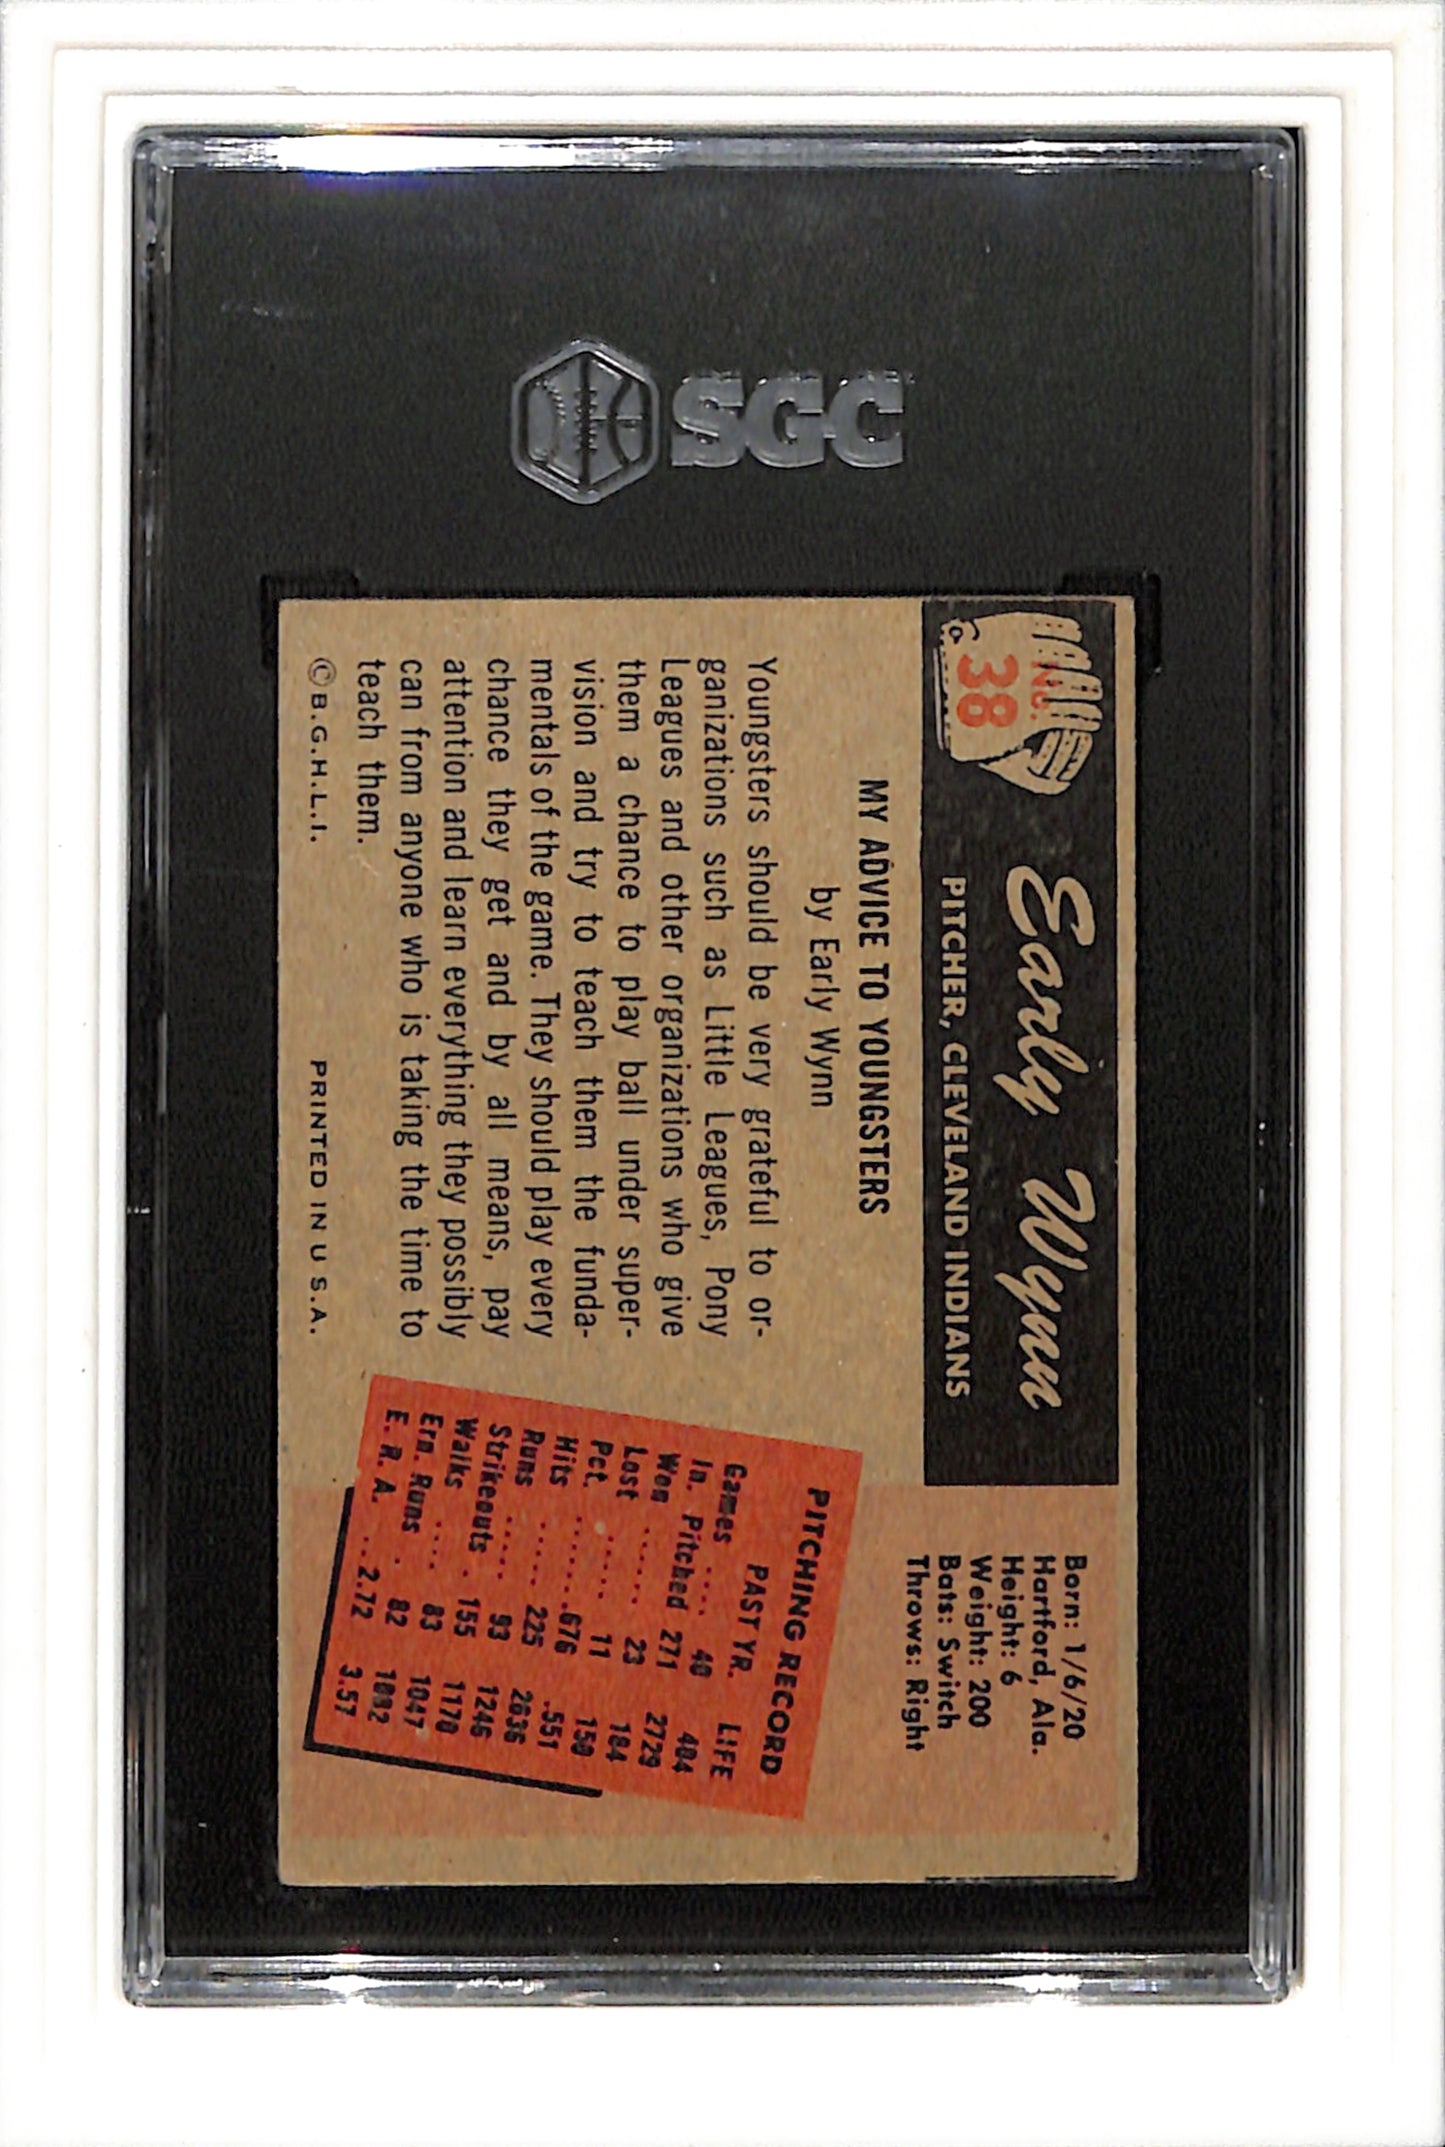 SGC
No.
38
Early Wynn
PITCHER, CLEVELAND INDIANS
Born: 1/6/20
Hartford, Ala.
Height: 6
Weight: 200
Bats: Switch
Throws: Right
MY ADVICE TO YOUNGSTERS
by Early Wynn
Youngsters should be very grateful to or-
ganizations such as Little Leagues, Pony
Leagues and other organizations who give
them a chance to play ball under super-
vision and try to teach them the funda-
mentals of the game. They should play every
chance they get and by all means, pay
attention and learn everything they possibly
can from anyone who is taking the time to
teach them.
©B.G.H.L.I. PRINTED IN U.S.A.
PITCHING RECORD
PAST YR. LIFE
Games .... 40 404
In. Pitched 271 2729
Won ...... 23 184
Lost ..... 11 150
Pct. .......676 .551
Hits ...... 225 2636
Runs ..... 93 1246
Strikeouts . 155 1170
Walks .... 83 1047
Ern. Runs . 82
E. R. A. ...2.72 3.57